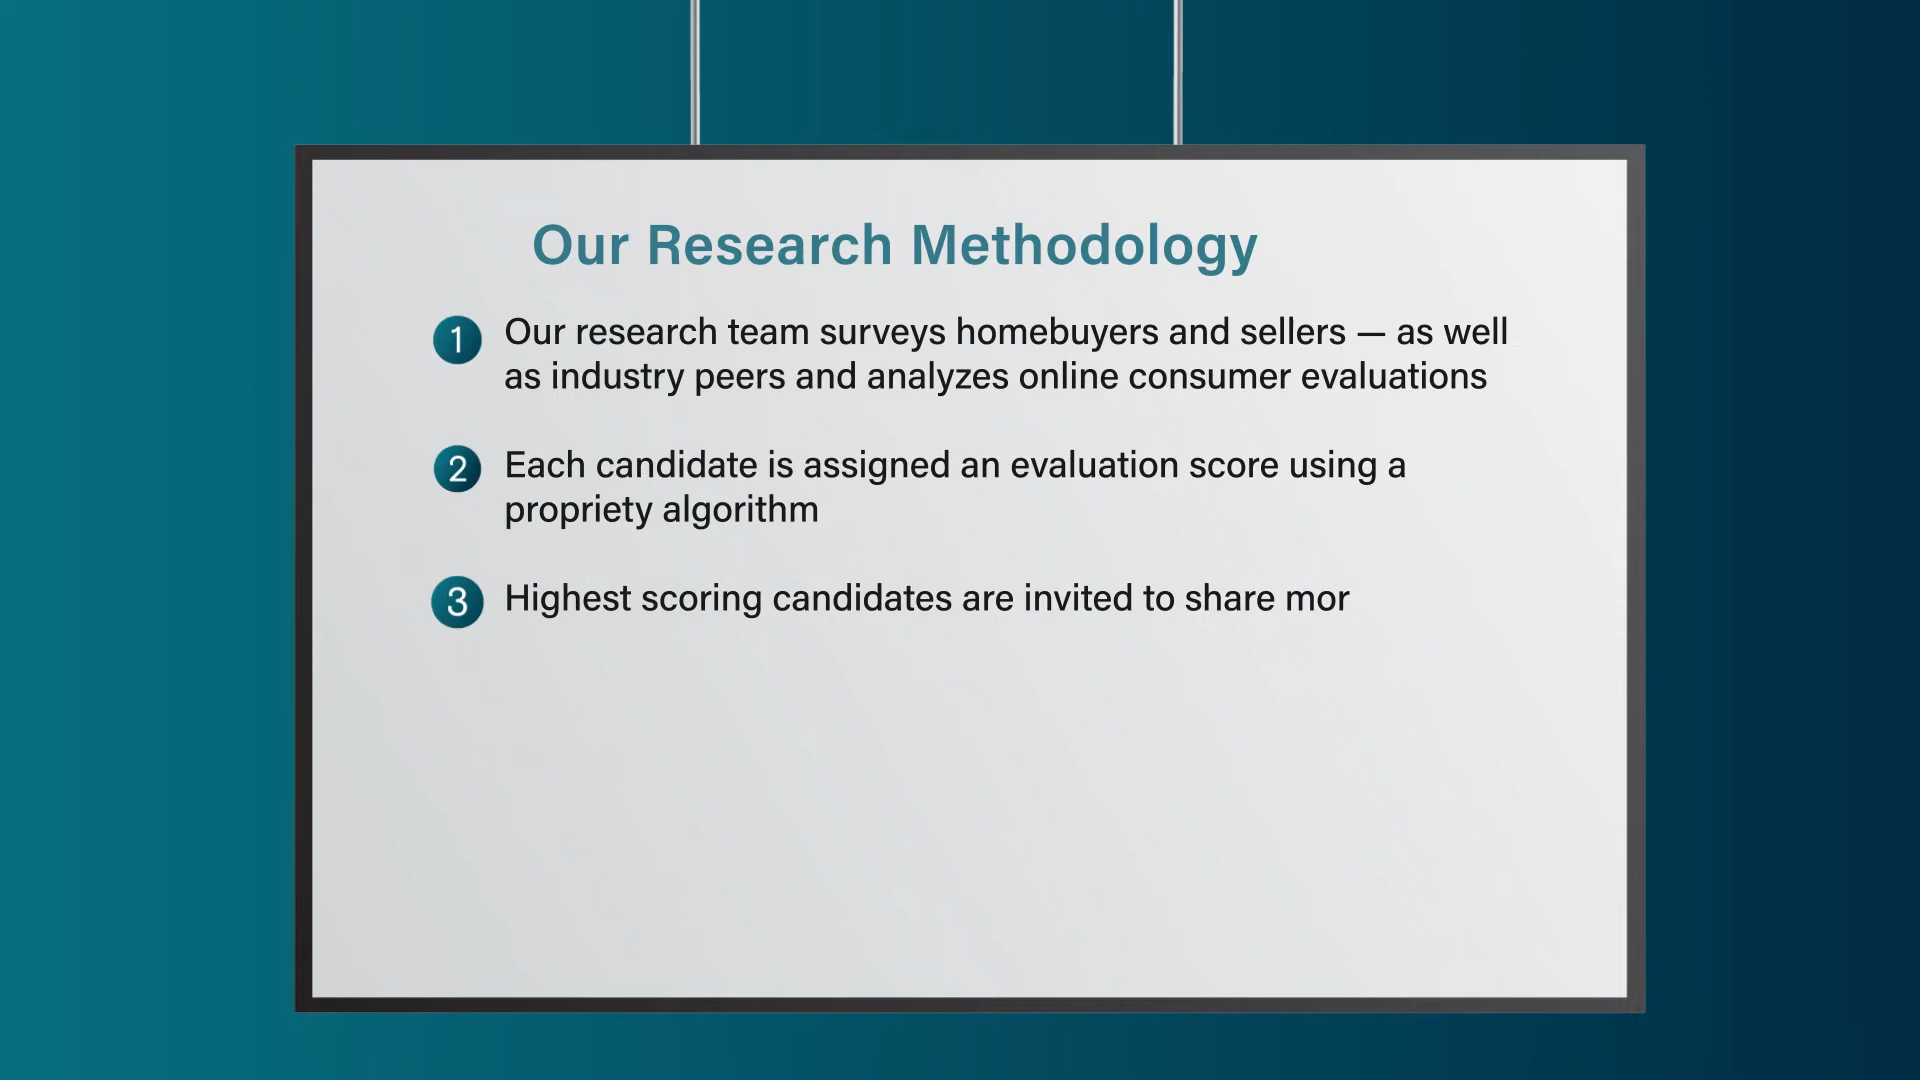 Our Research Methodology
1 Our research team surveys homebuyers and sellers — as well
as industry peers and analyzes online consumer evaluations
2 Each candidate is assigned an evaluation score using a
propriety algorithm
3 Highest scoring candidates are invited to share mor